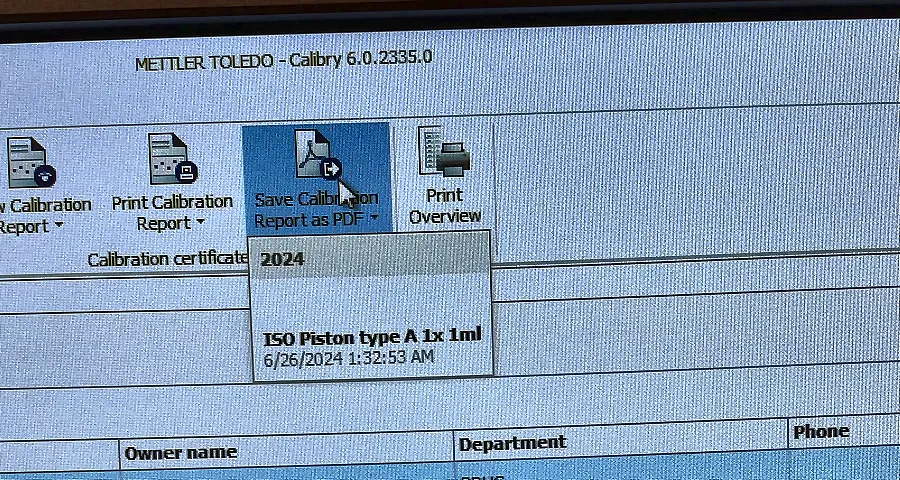 METTLER TOLEDO - Calibry 6.0.2335.0
Calibration
Report
Print Calibration
Report
Save Calibration
Report as PDF
Print
Overview
Calibration certificate
2024
ISO Piston type A 1x 1ml
6/26/2024 1:32:53 AM
Owner name
Department
Phone